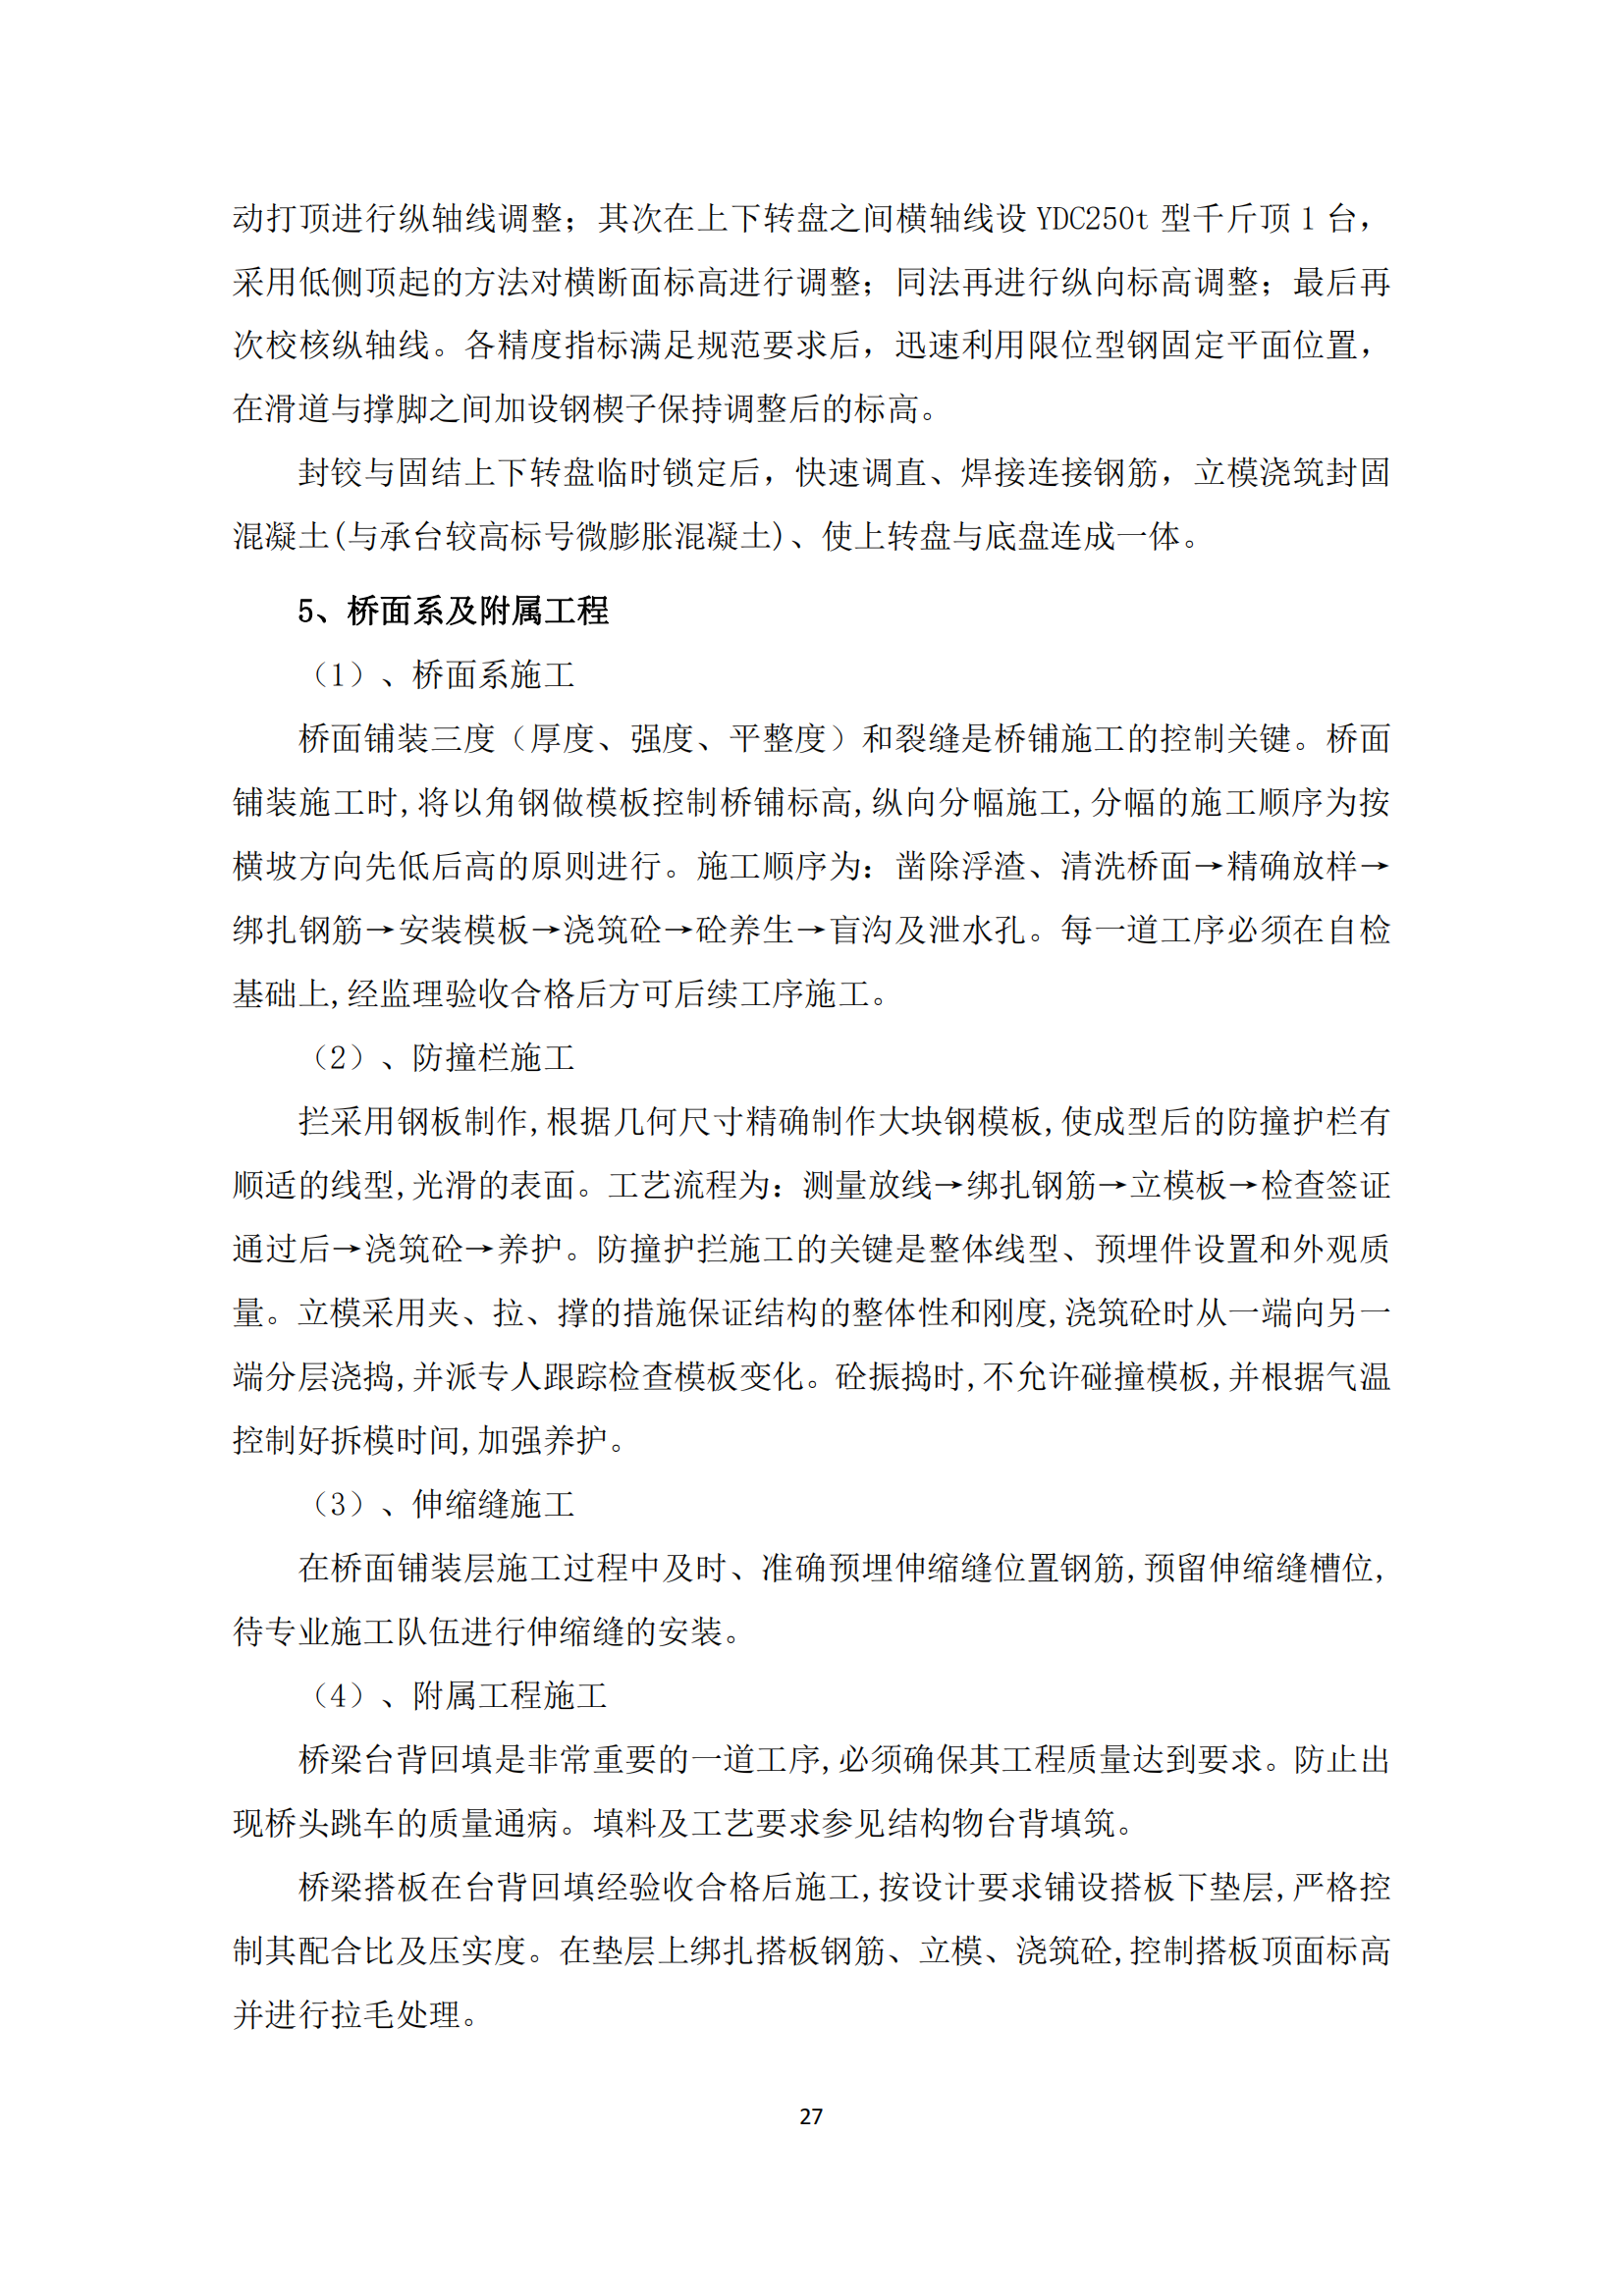 动打顶进行纵轴线调整；其次在上下转盘之间横轴线设 YDC250t 型千斤顶 1 台，
采用低侧顶起的方法对横断面标高进行调整；同法再进行纵向标高调整；最后再
次校核纵轴线。各精度指标满足规范要求后，迅速利用限位型钢固定平面位置，
在滑道与撑脚之间加设钢楔子保持调整后的标高。
封铰与固结上下转盘临时锁定后，快速调直、焊接连接钢筋，立模浇筑封固
混凝土(与承台较高标号微膨胀混凝土)、使上转盘与底盘连成一体。
5、桥面系及附属工程
（1）、桥面系施工
桥面铺装三度（厚度、强度、平整度）和裂缝是桥铺施工的控制关键。桥面
铺装施工时,将以角钢做模板控制桥铺标高,纵向分幅施工,分幅的施工顺序为按
横坡方向先低后高的原则进行。施工顺序为：凿除浮渣、清洗桥面→精确放样→
绑扎钢筋→安装模板→浇筑砼→砼养生→盲沟及泄水孔。每一道工序必须在自检
基础上,经监理验收合格后方可后续工序施工。
（2）、防撞栏施工
拦采用钢板制作,根据几何尺寸精确制作大块钢模板,使成型后的防撞护栏有
顺适的线型,光滑的表面。工艺流程为：测量放线→绑扎钢筋→立模板→检查签证
通过后→浇筑砼→养护。防撞护拦施工的关键是整体线型、预埋件设置和外观质
量。立模采用夹、拉、撑的措施保证结构的整体性和刚度,浇筑砼时从一端向另一
端分层浇捣,并派专人跟踪检查模板变化。砼振捣时,不允许碰撞模板,并根据气温
控制好拆模时间,加强养护。
（3）、伸缩缝施工
在桥面铺装层施工过程中及时、准确预埋伸缩缝位置钢筋,预留伸缩缝槽位,
待专业施工队伍进行伸缩缝的安装。
（4）、附属工程施工
桥梁台背回填是非常重要的一道工序,必须确保其工程质量达到要求。防止出
现桥头跳车的质量通病。填料及工艺要求参见结构物台背填筑。
桥梁搭板在台背回填经验收合格后施工,按设计要求铺设搭板下垫层,严格控
制其配合比及压实度。在垫层上绑扎搭板钢筋、立模、浇筑砼,控制搭板顶面标高
并进行拉毛处理。
27